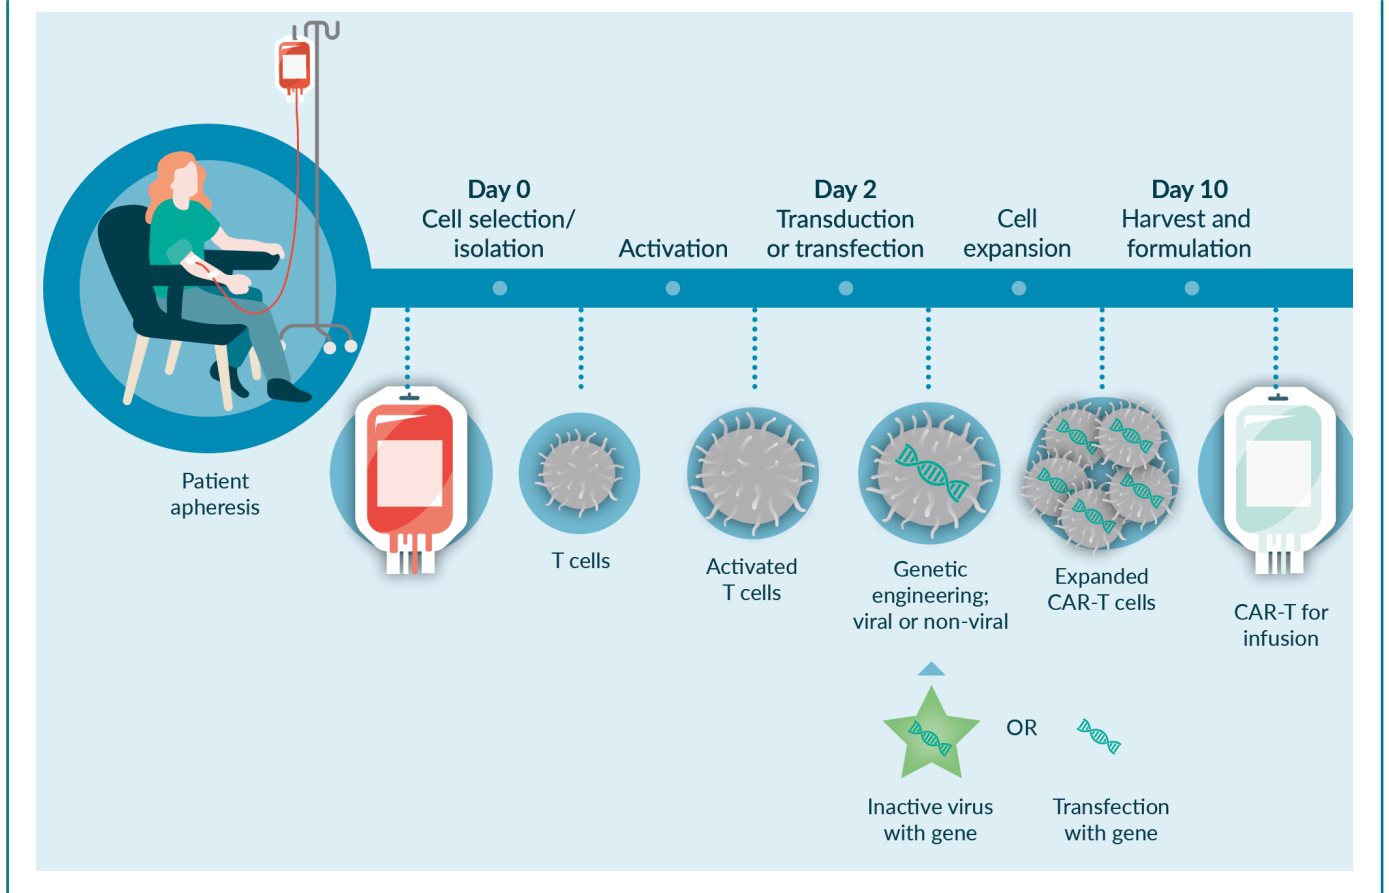 Day 0
Cell selection/
isolation
Activation
Day 2
Transduction
or transfection
Cell
expansion
Day 10
Harvest and
formulation
Patient
apheresis
T cells
Activated
T cells
Genetic
engineering;
viral or non-viral
Expanded
CAR-T cells
CAR-T for
infusion
OR
Inactive virus
with gene
Transfection
with gene